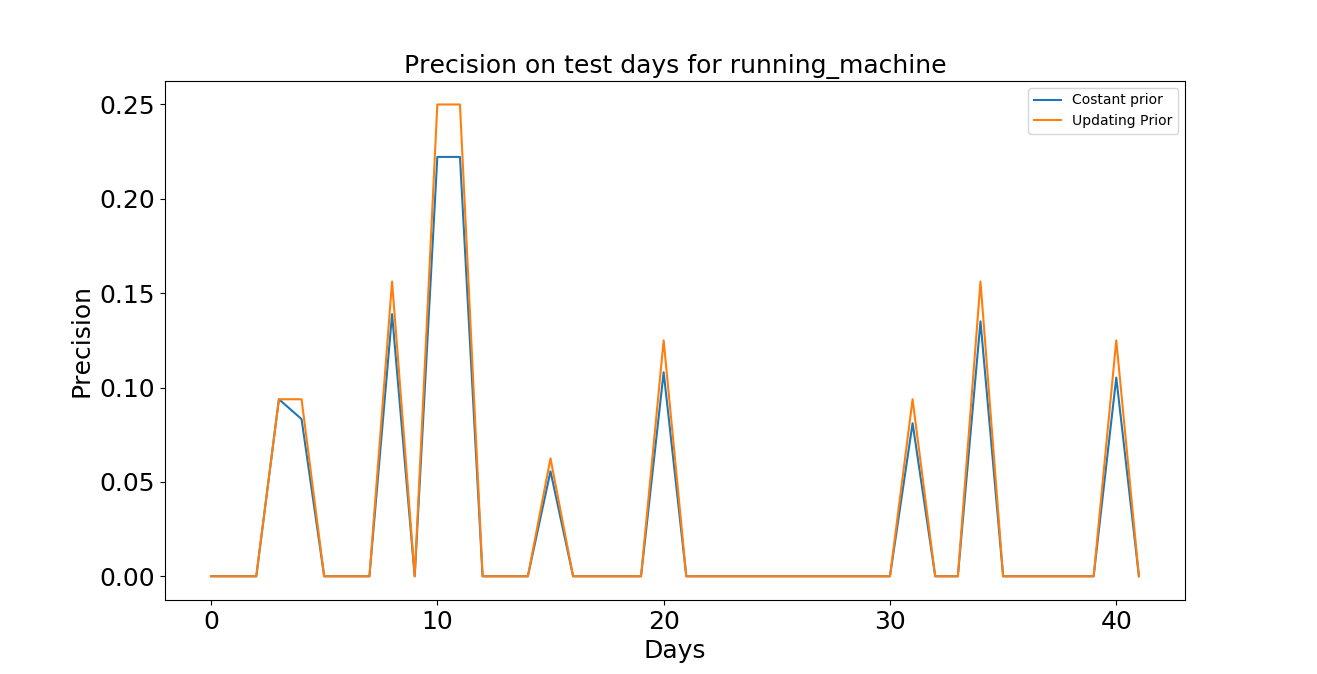 Precision on test days for running_machine
Costant prior
Updating Prior
Precision
0.25
0.20
0.15
0.10
0.05
0.00
0 10 20 30 40
Days